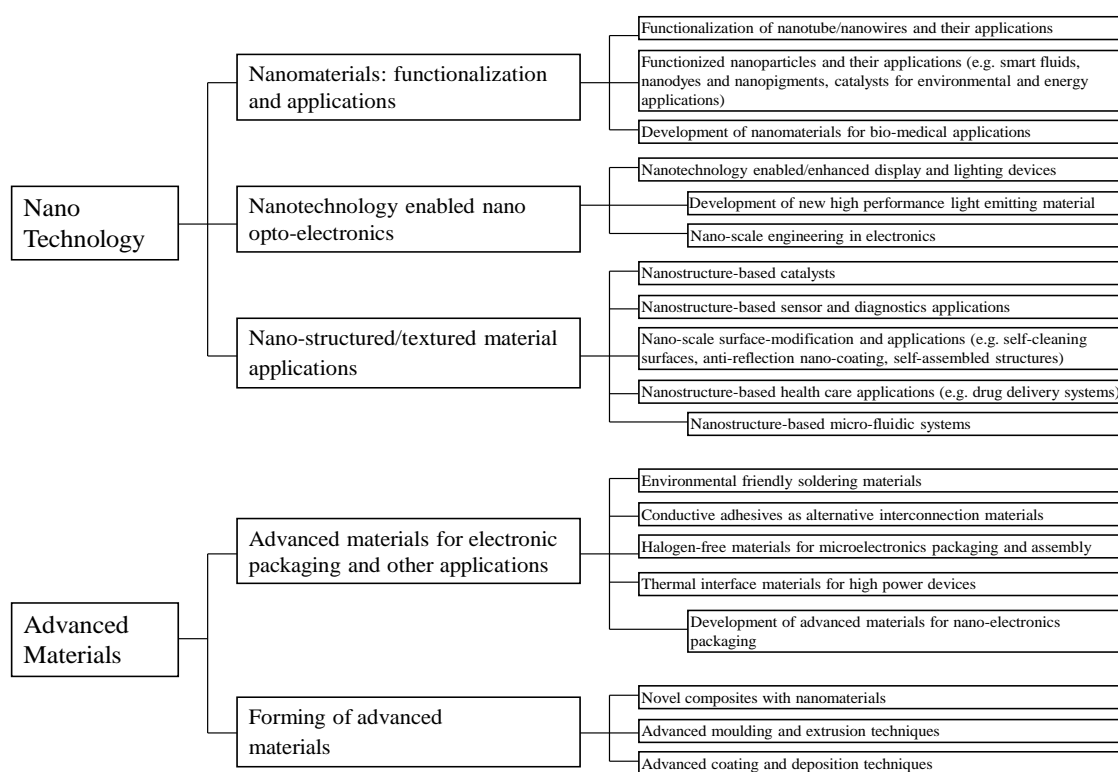 Nano
Technology
Nanomaterials: functionalization
and applications
Functionalization of nanotube/nanowires and their applications
Functionized nanoparticles and their applications (e.g. smart fluids,
nanodyes and nanopigments, catalysts for environmental and energy
applications)
Development of nanomaterials for bio-medical applications
Nanotechnology enabled nano
opto-electronics
Nanotechnology enabled/enhanced display and lighting devices
Development of new high performance light emitting material
Nano-scale engineering in electronics
Nano-structured/textured material
applications
Nanostructure-based catalysts
Nanostructure-based sensor and diagnostics applications
Nano-scale surface-modification and applications (e.g. self-cleaning
surfaces, anti-reflection nano-coating, self-assembled structures)
Nanostructure-based health care applications (e.g. drug delivery systems)
Nanostructure-based micro-fluidic systems
Advanced
Materials
Advanced materials for electronic
packaging and other applications
Environmental friendly soldering materials
Conductive adhesives as alternative interconnection materials
Halogen-free materials for microelectronics packaging and assembly
Thermal interface materials for high power devices
Development of advanced materials for nano-electronics
packaging
Forming of advanced
materials
Novel composites with nanomaterials
Advanced moulding and extrusion techniques
Advanced coating and deposition techniques